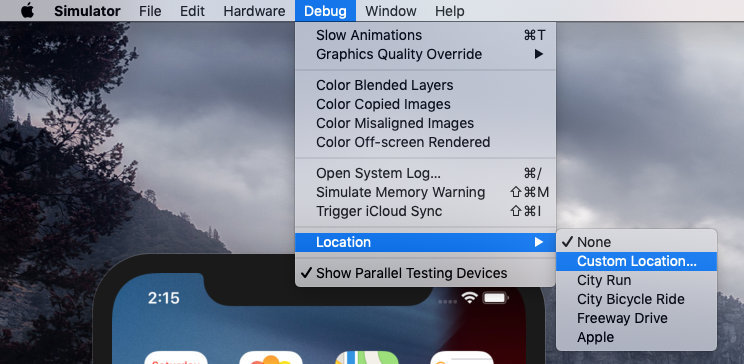 Simulator File Edit Hardware Debug Window Help
Slow Animations ⌘T
Graphics Quality Override ▶
Color Blended Layers
Color Copied Images
Color Misaligned Images
Color Off-screen Rendered
Open System Log... ⌘/
Simulate Memory Warning ⇧⌘M
Trigger iCloud Sync ⇧⌘I
Location ▶
✓ None
Custom Location...
City Run
City Bicycle Ride
Freeway Drive
Apple
✓ Show Parallel Testing Devices
2:15